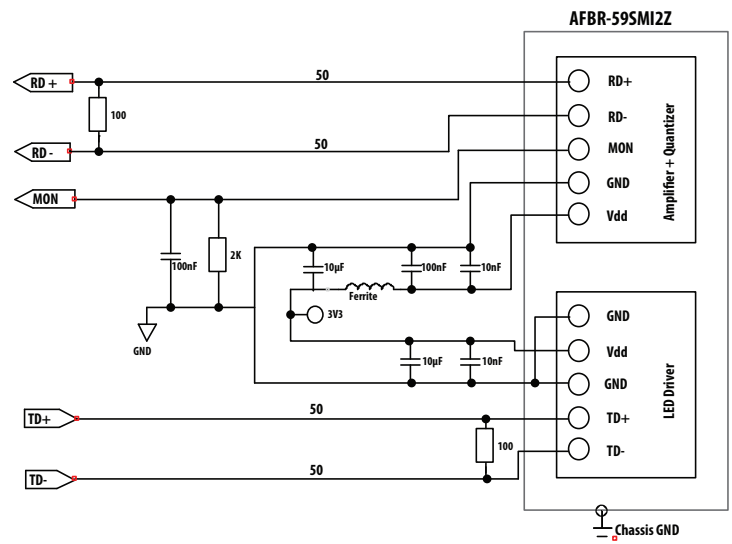 AFBR-59SMI2Z
RD +
50
RD+
100
RD -
50
RD-
MON
MON
GND
Vdd
Amplifier + Quantizer
100nF
2K
10µF
100nF
10nF
Ferrite
3V3
GND
10µF
10nF
GND
Vdd
GND
TD+
TD-
LED Driver
TD+
50
100
TD-
50
Chassis GND